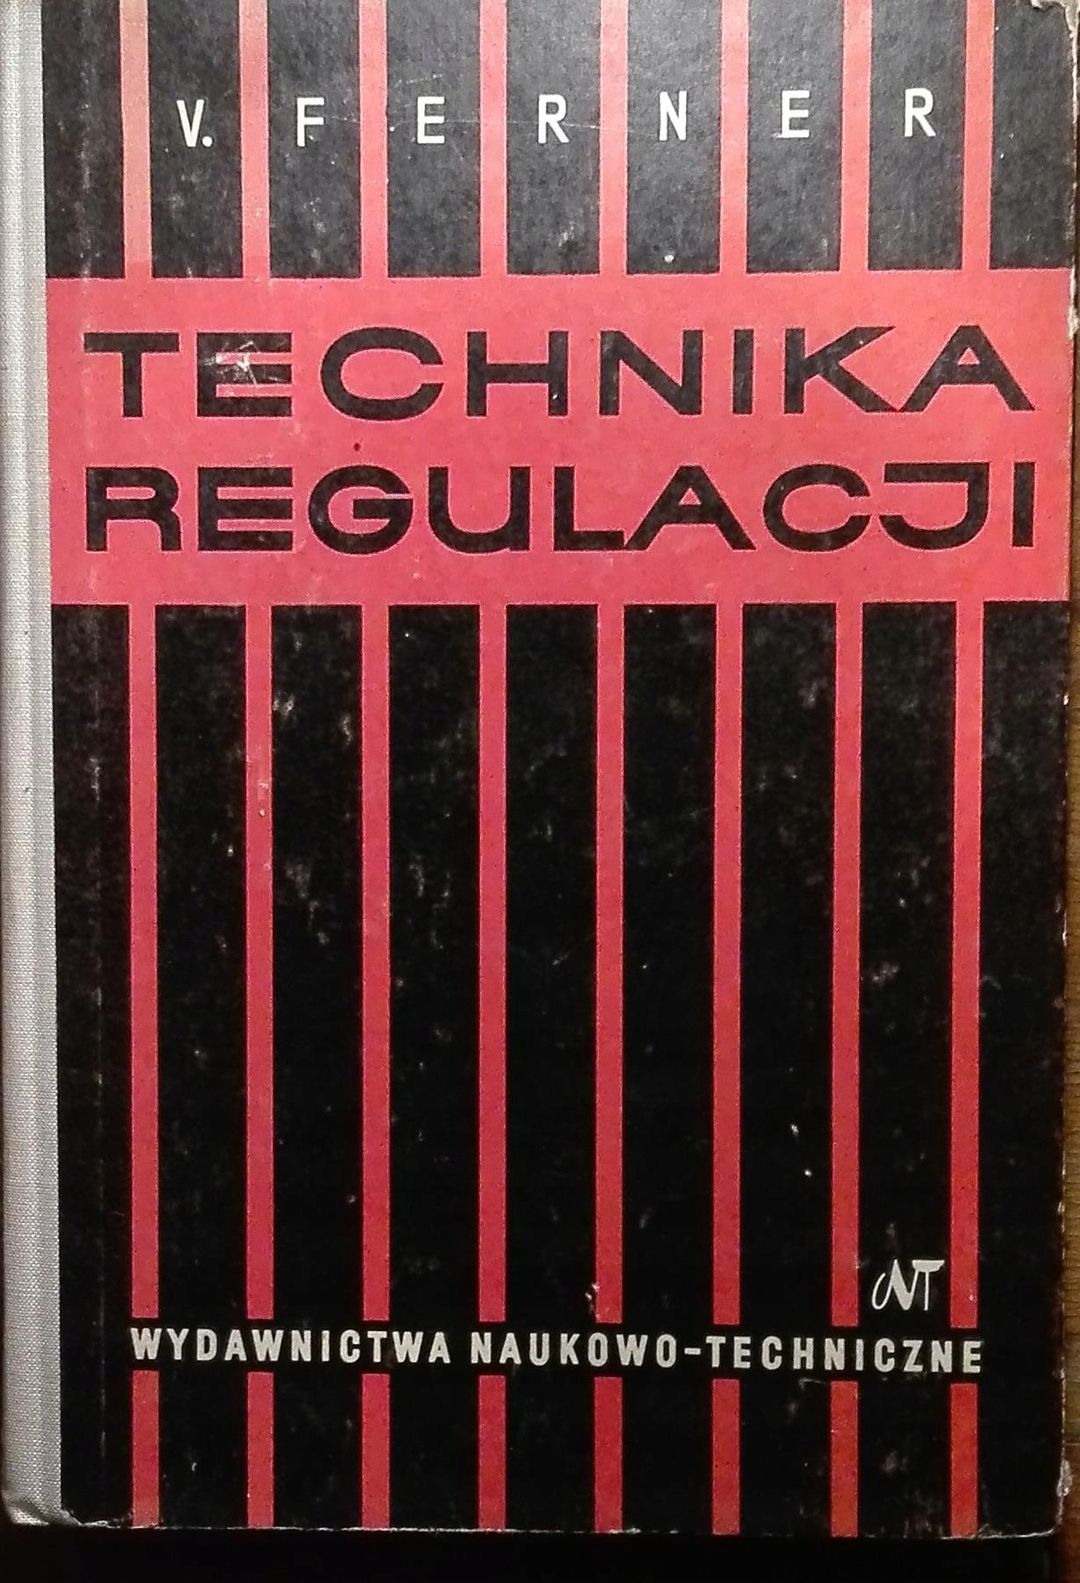 V. FERNER
TECHNIKA
REGULACJI
WNT
WYDAWNICTWA NAUKOWO-TECHNICZNE